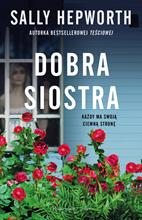 SALLY HEPWORTH
AUTORKA BESTSELLEROWEJ TEŚCIOWEJ
DOBRA
SIOSTRA
KAŻDY MA SWOJĄ
CIEMNĄ STRONĘ